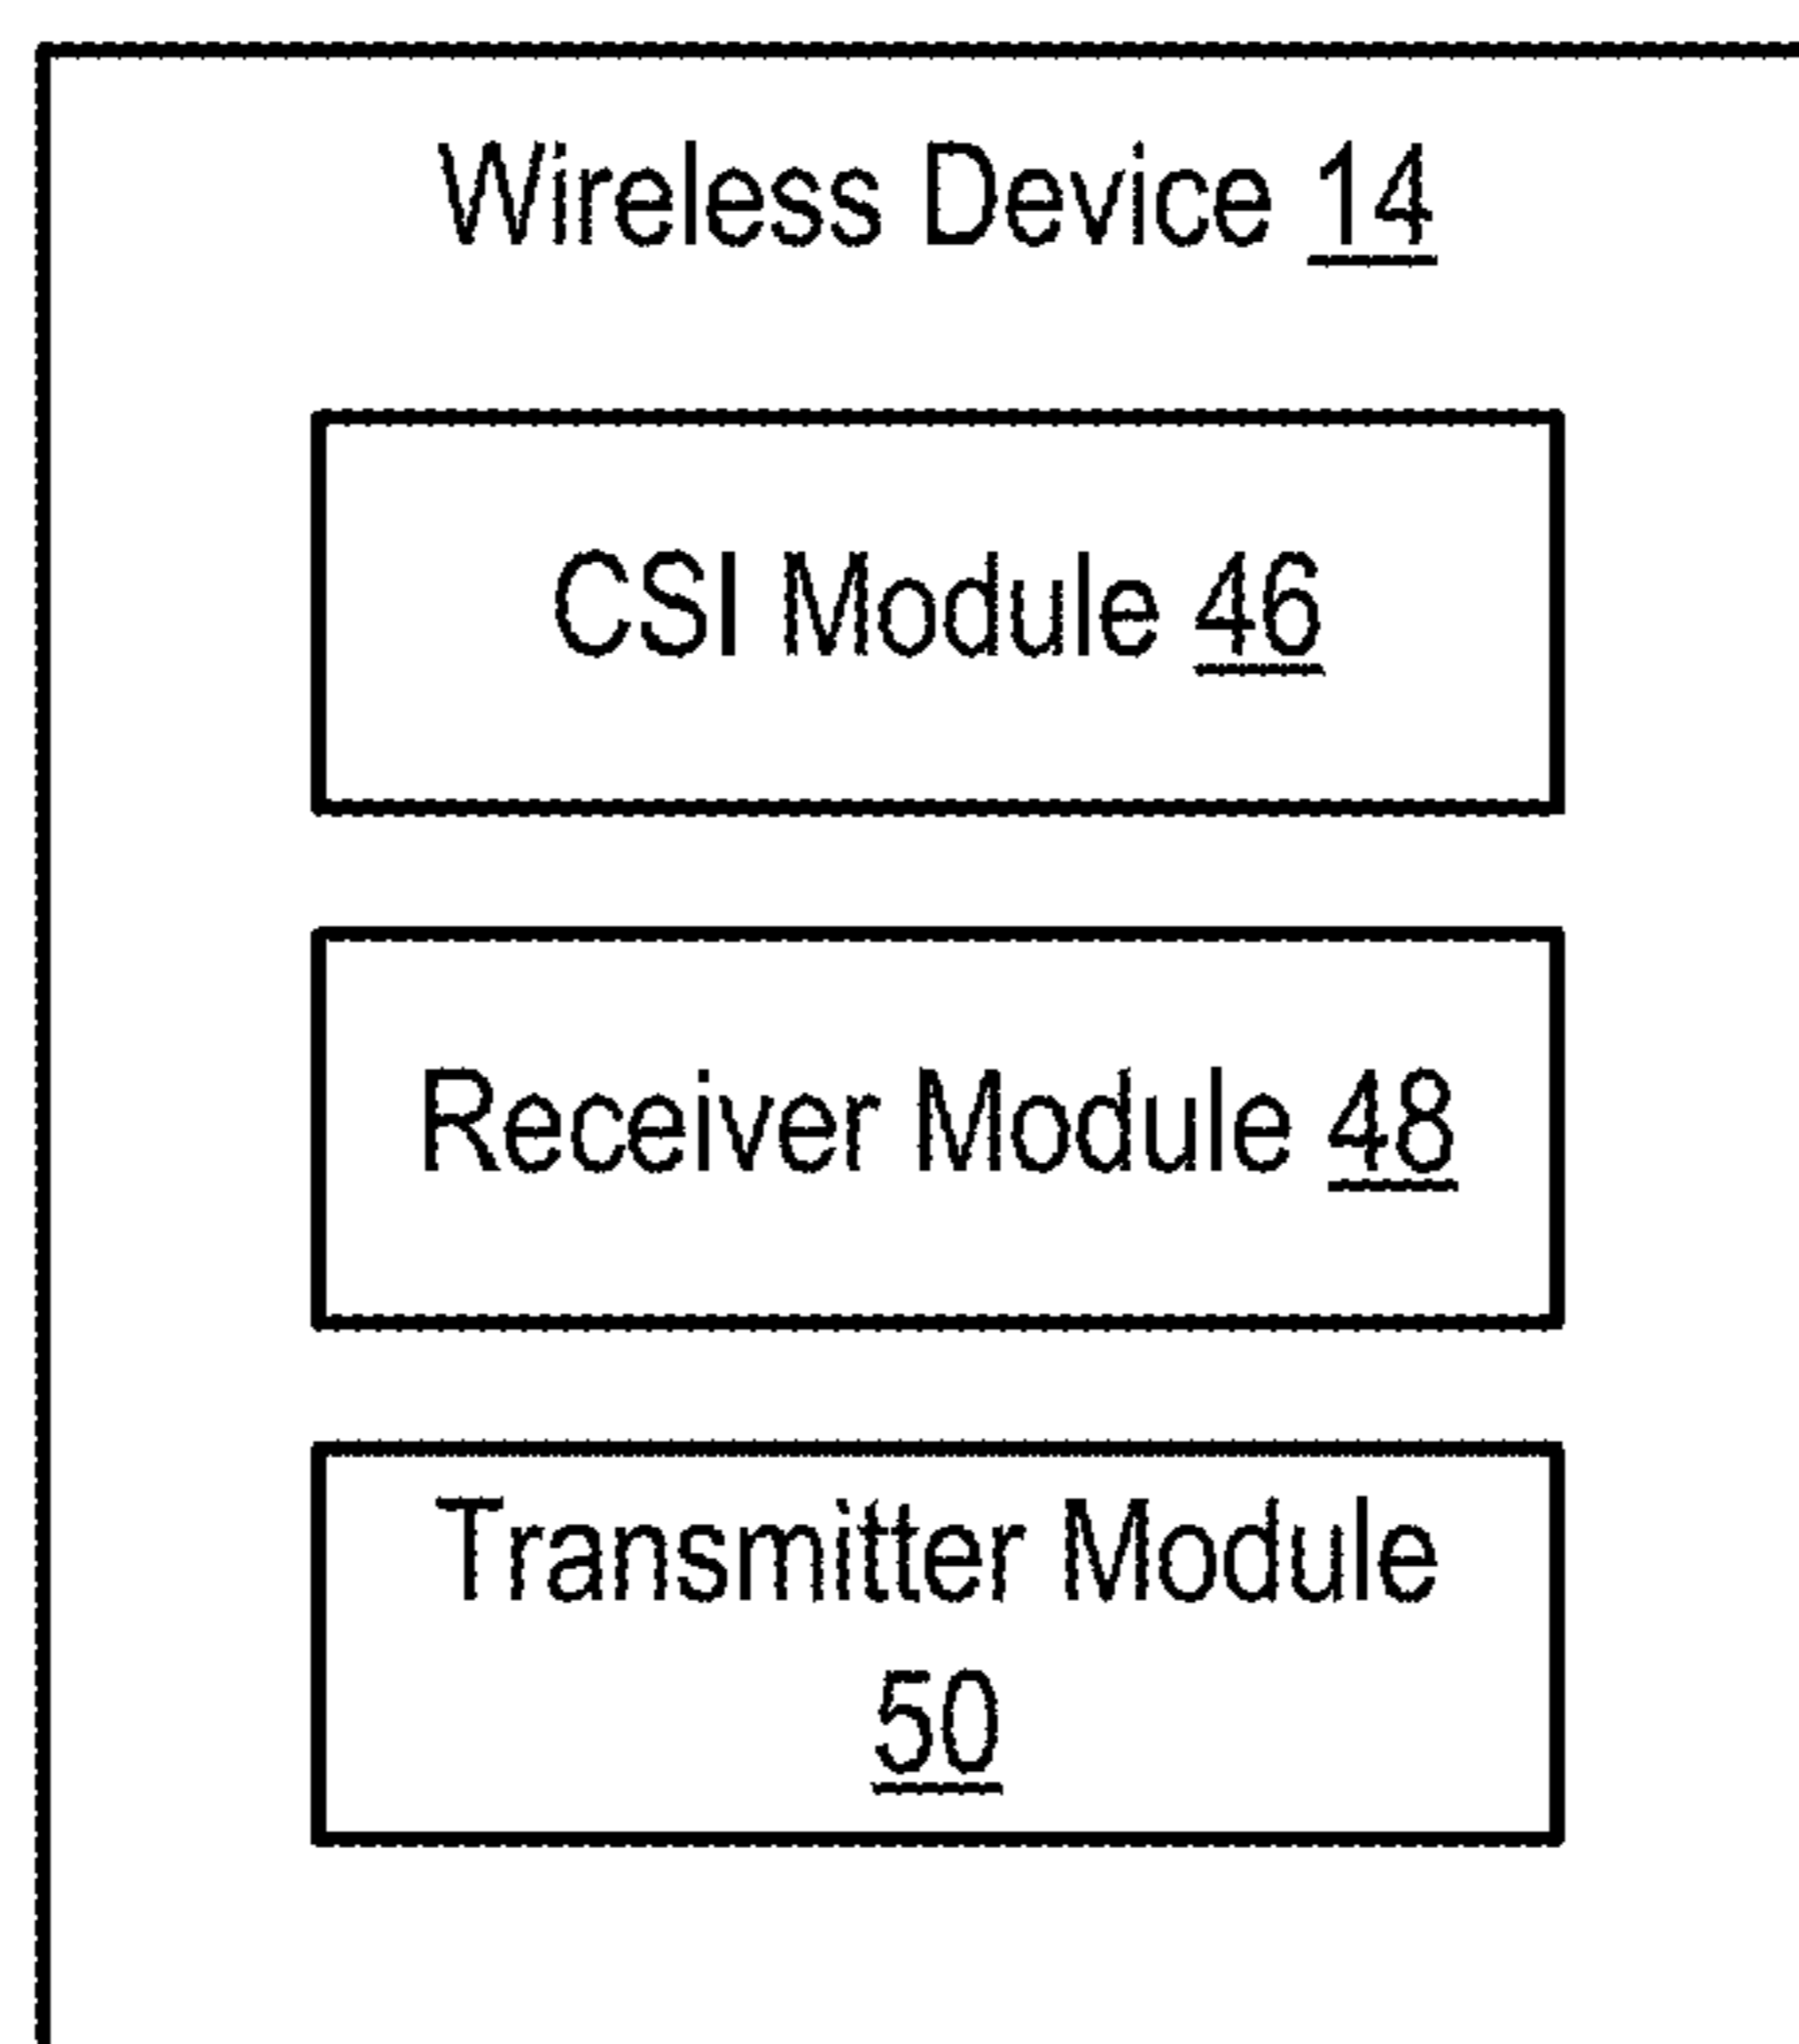 Wireless Device 14
CSI Module 46
Receiver Module 48
Transmitter Module
50